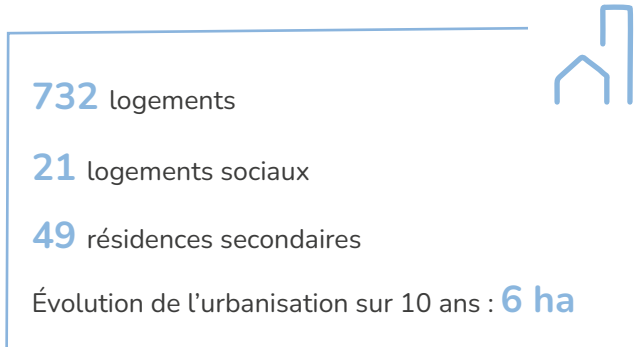 732 logements
21 logements sociaux
49 résidences secondaires
Évolution de l’urbanisation sur 10 ans : 6 ha